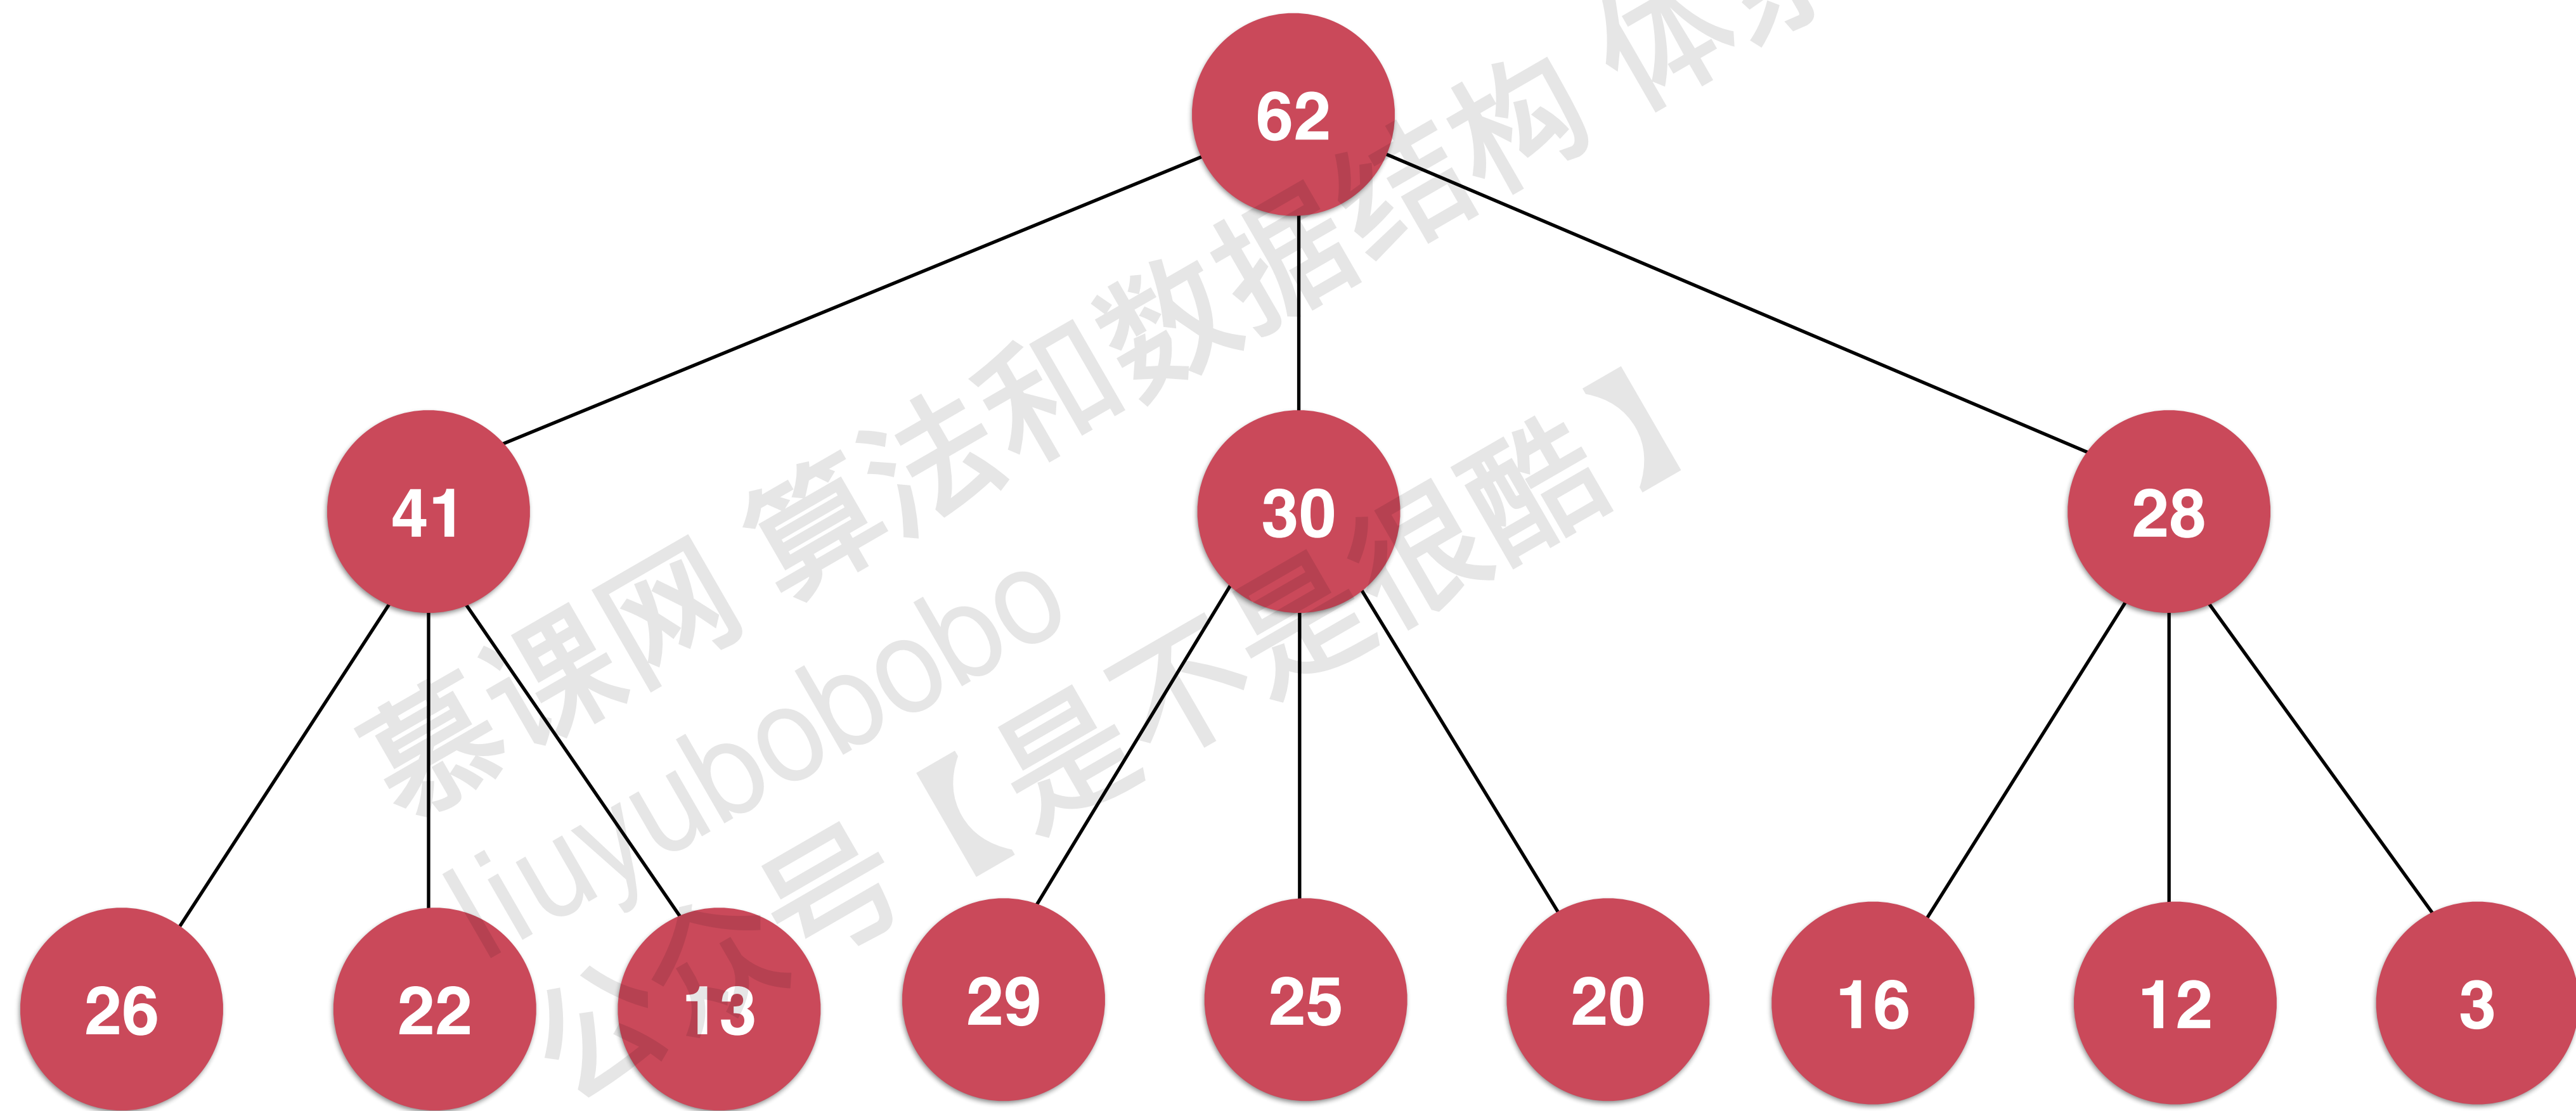 62
41 30 28
26 22 13 29 25 20 16 12 3
慕课网 算法和数据结构 体系
liuyubobobo
公众号【是不是很酷】